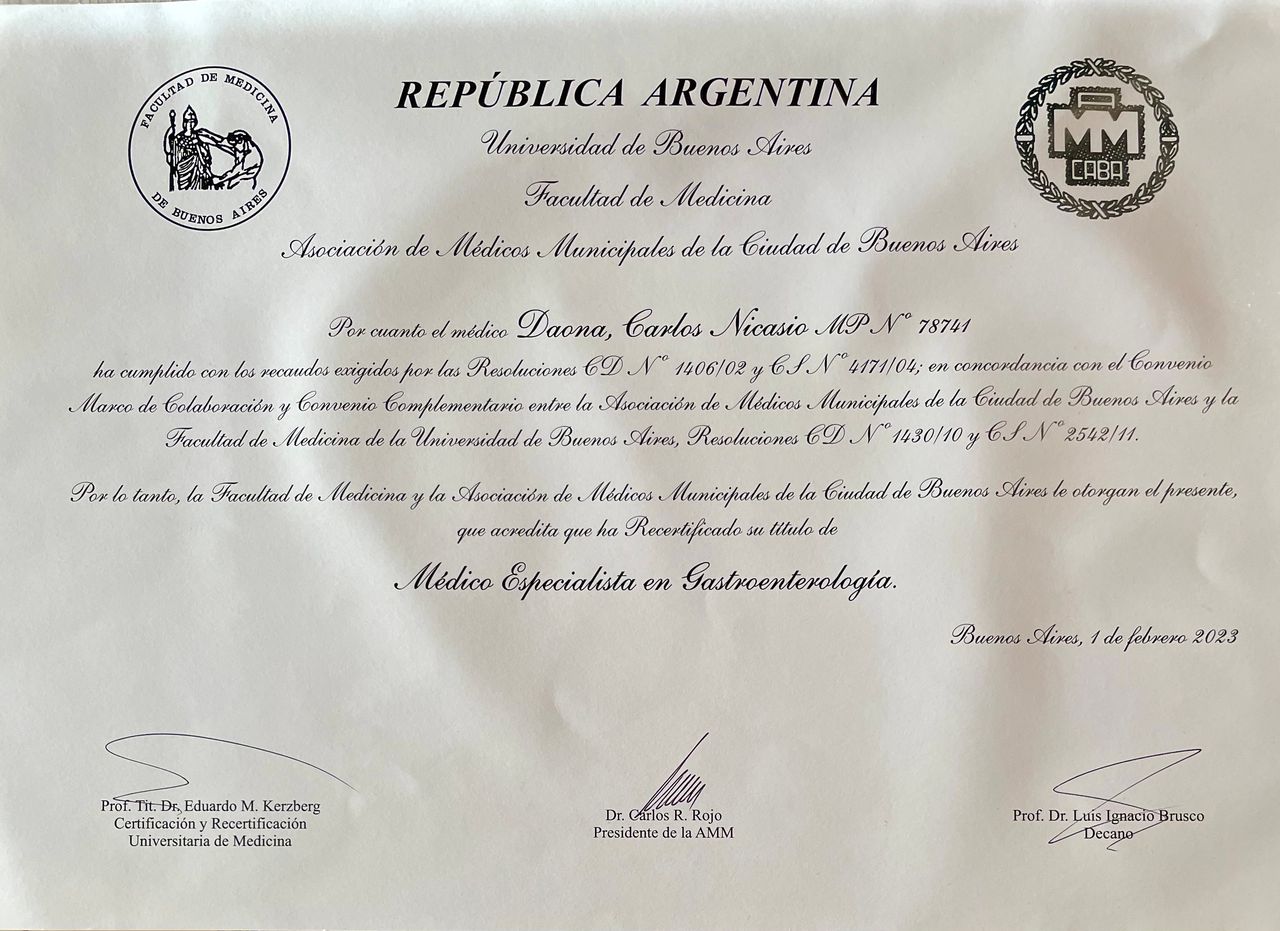 FACULTAD DE MEDICINA
DE BUENOS AIRES
REPÚBLICA ARGENTINA
MM
CABA
Universidad de Buenos Aires
Facultad de Medicina
Asociación de Médicos Municipales de la Ciudad de Buenos Aires
Por cuanto el médico Daona, Carlos Nicasio MP Nº 78741
ha cumplido con los recaudos exigidos por las Resoluciones CD Nº 1406/02 y CS Nº 4171/04; en concordancia con el Convenio
Marco de Colaboración y Convenio Complementario entre la Asociación de Médicos Municipales de la Ciudad de Buenos Aires y la
Facultad de Medicina de la Universidad de Buenos Aires, Resoluciones CD Nº 1430/10 y CS Nº 2542/11.
Por lo tanto, la Facultad de Medicina y la Asociación de Médicos Municipales de la Ciudad de Buenos Aires le otorgan el presente,
que acredita que ha Recertificado su título de
Médico Especialista en Gastroenterología.
Buenos Aires, 1 de febrero 2023
Prof. Tit. Dr. Eduardo M. Kerzberg
Certificación y Recertificación
Universitaria de Medicina
Dr. Carlos R. Rojo
Presidente de la AMM
Prof. Dr. Luis Ignacio Brusco
Decano